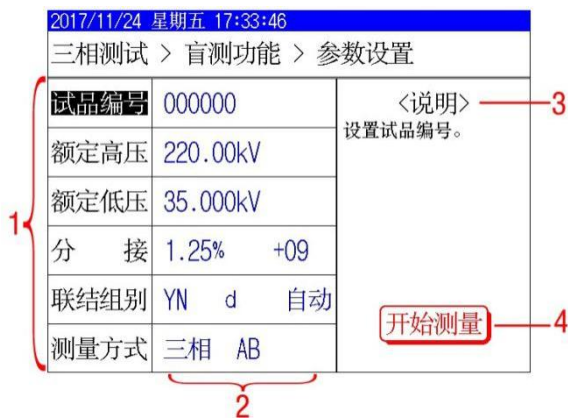 2017/11/24 星期五 17:33:46
三相测试 > 盲测功能 > 参数设置
试品编号 000000
额定高压 220.00kV
额定低压 35.000kV
分 接 1.25% +09
联结组别 YN d 自动
测量方式 三相 AB
<说明>
设置试品编号。
开始测量
1
2
3
4